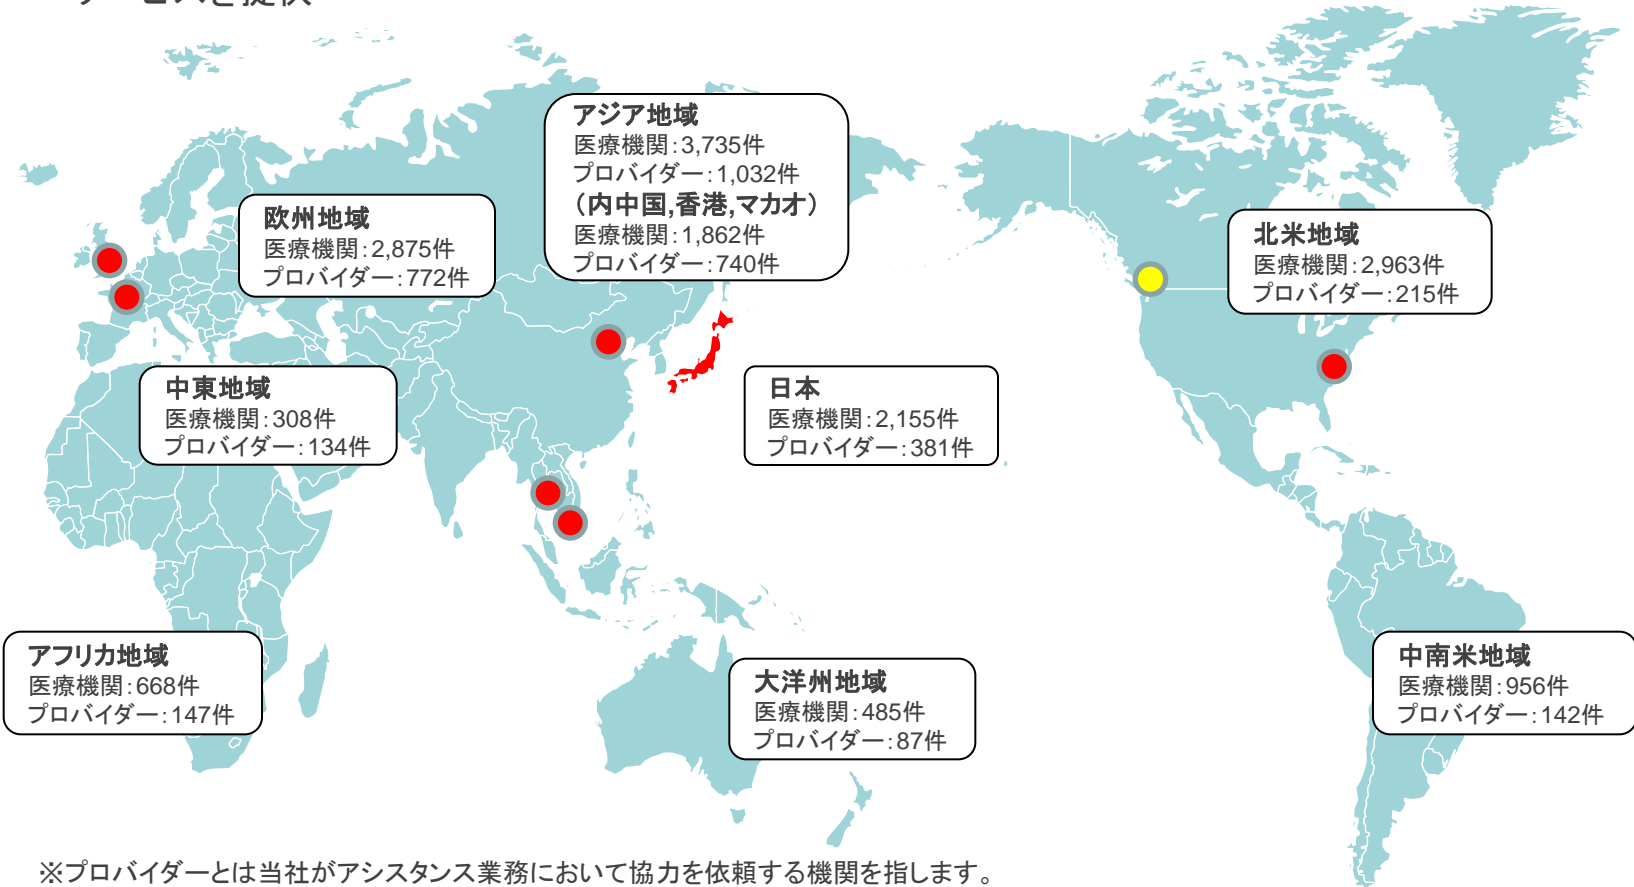 アジア地域
医療機関：3,735件
プロバイダー：1,032件
（内中国,香港,マカオ）
医療機関：1,862件
プロバイダー：740件
欧州地域
医療機関：2,875件
プロバイダー：772件
北米地域
医療機関：2,963件
プロバイダー：215件
中東地域
医療機関：308件
プロバイダー：134件
日本
医療機関：2,155件
プロバイダー：381件
アフリカ地域
医療機関：668件
プロバイダー：147件
大洋州地域
医療機関：485件
プロバイダー：87件
中南米地域
医療機関：956件
プロバイダー：142件
※プロバイダーとは当社がアシスタンス業務において協力を依頼する機関を指します。